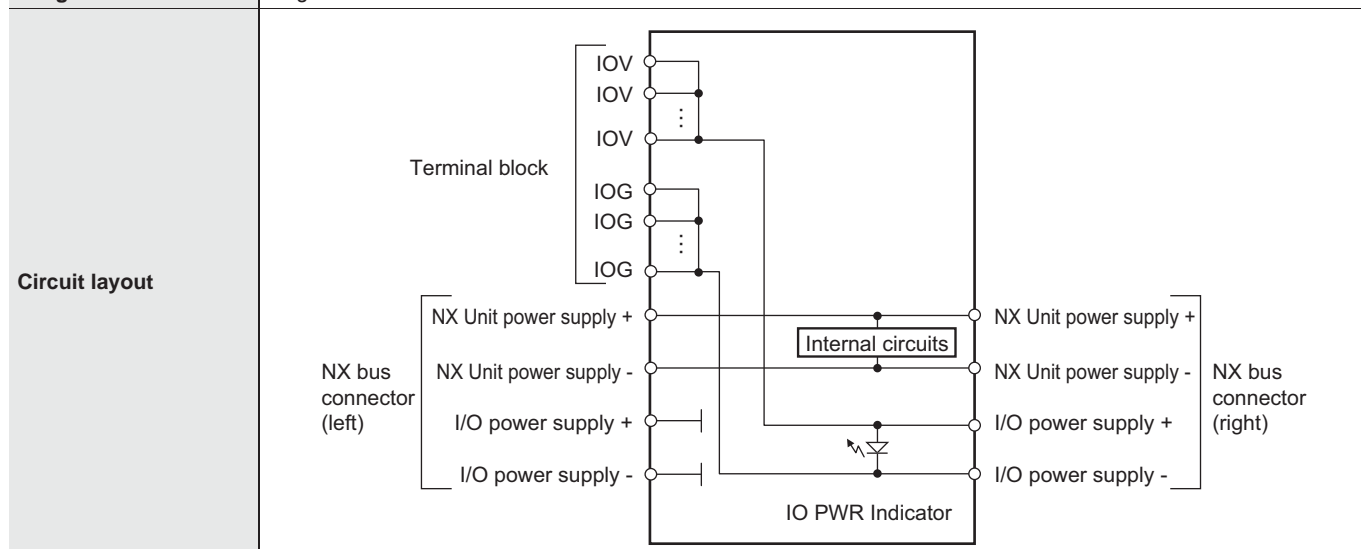 Circuit layout
Terminal block
IOV
IOV
IOV
IOG
IOG
IOG
NX bus
connector
(left)
NX Unit power supply +
NX Unit power supply -
I/O power supply +
I/O power supply -
Internal circuits
IO PWR Indicator
NX Unit power supply +
NX Unit power supply -
I/O power supply +
I/O power supply -
NX bus
connector
(right)